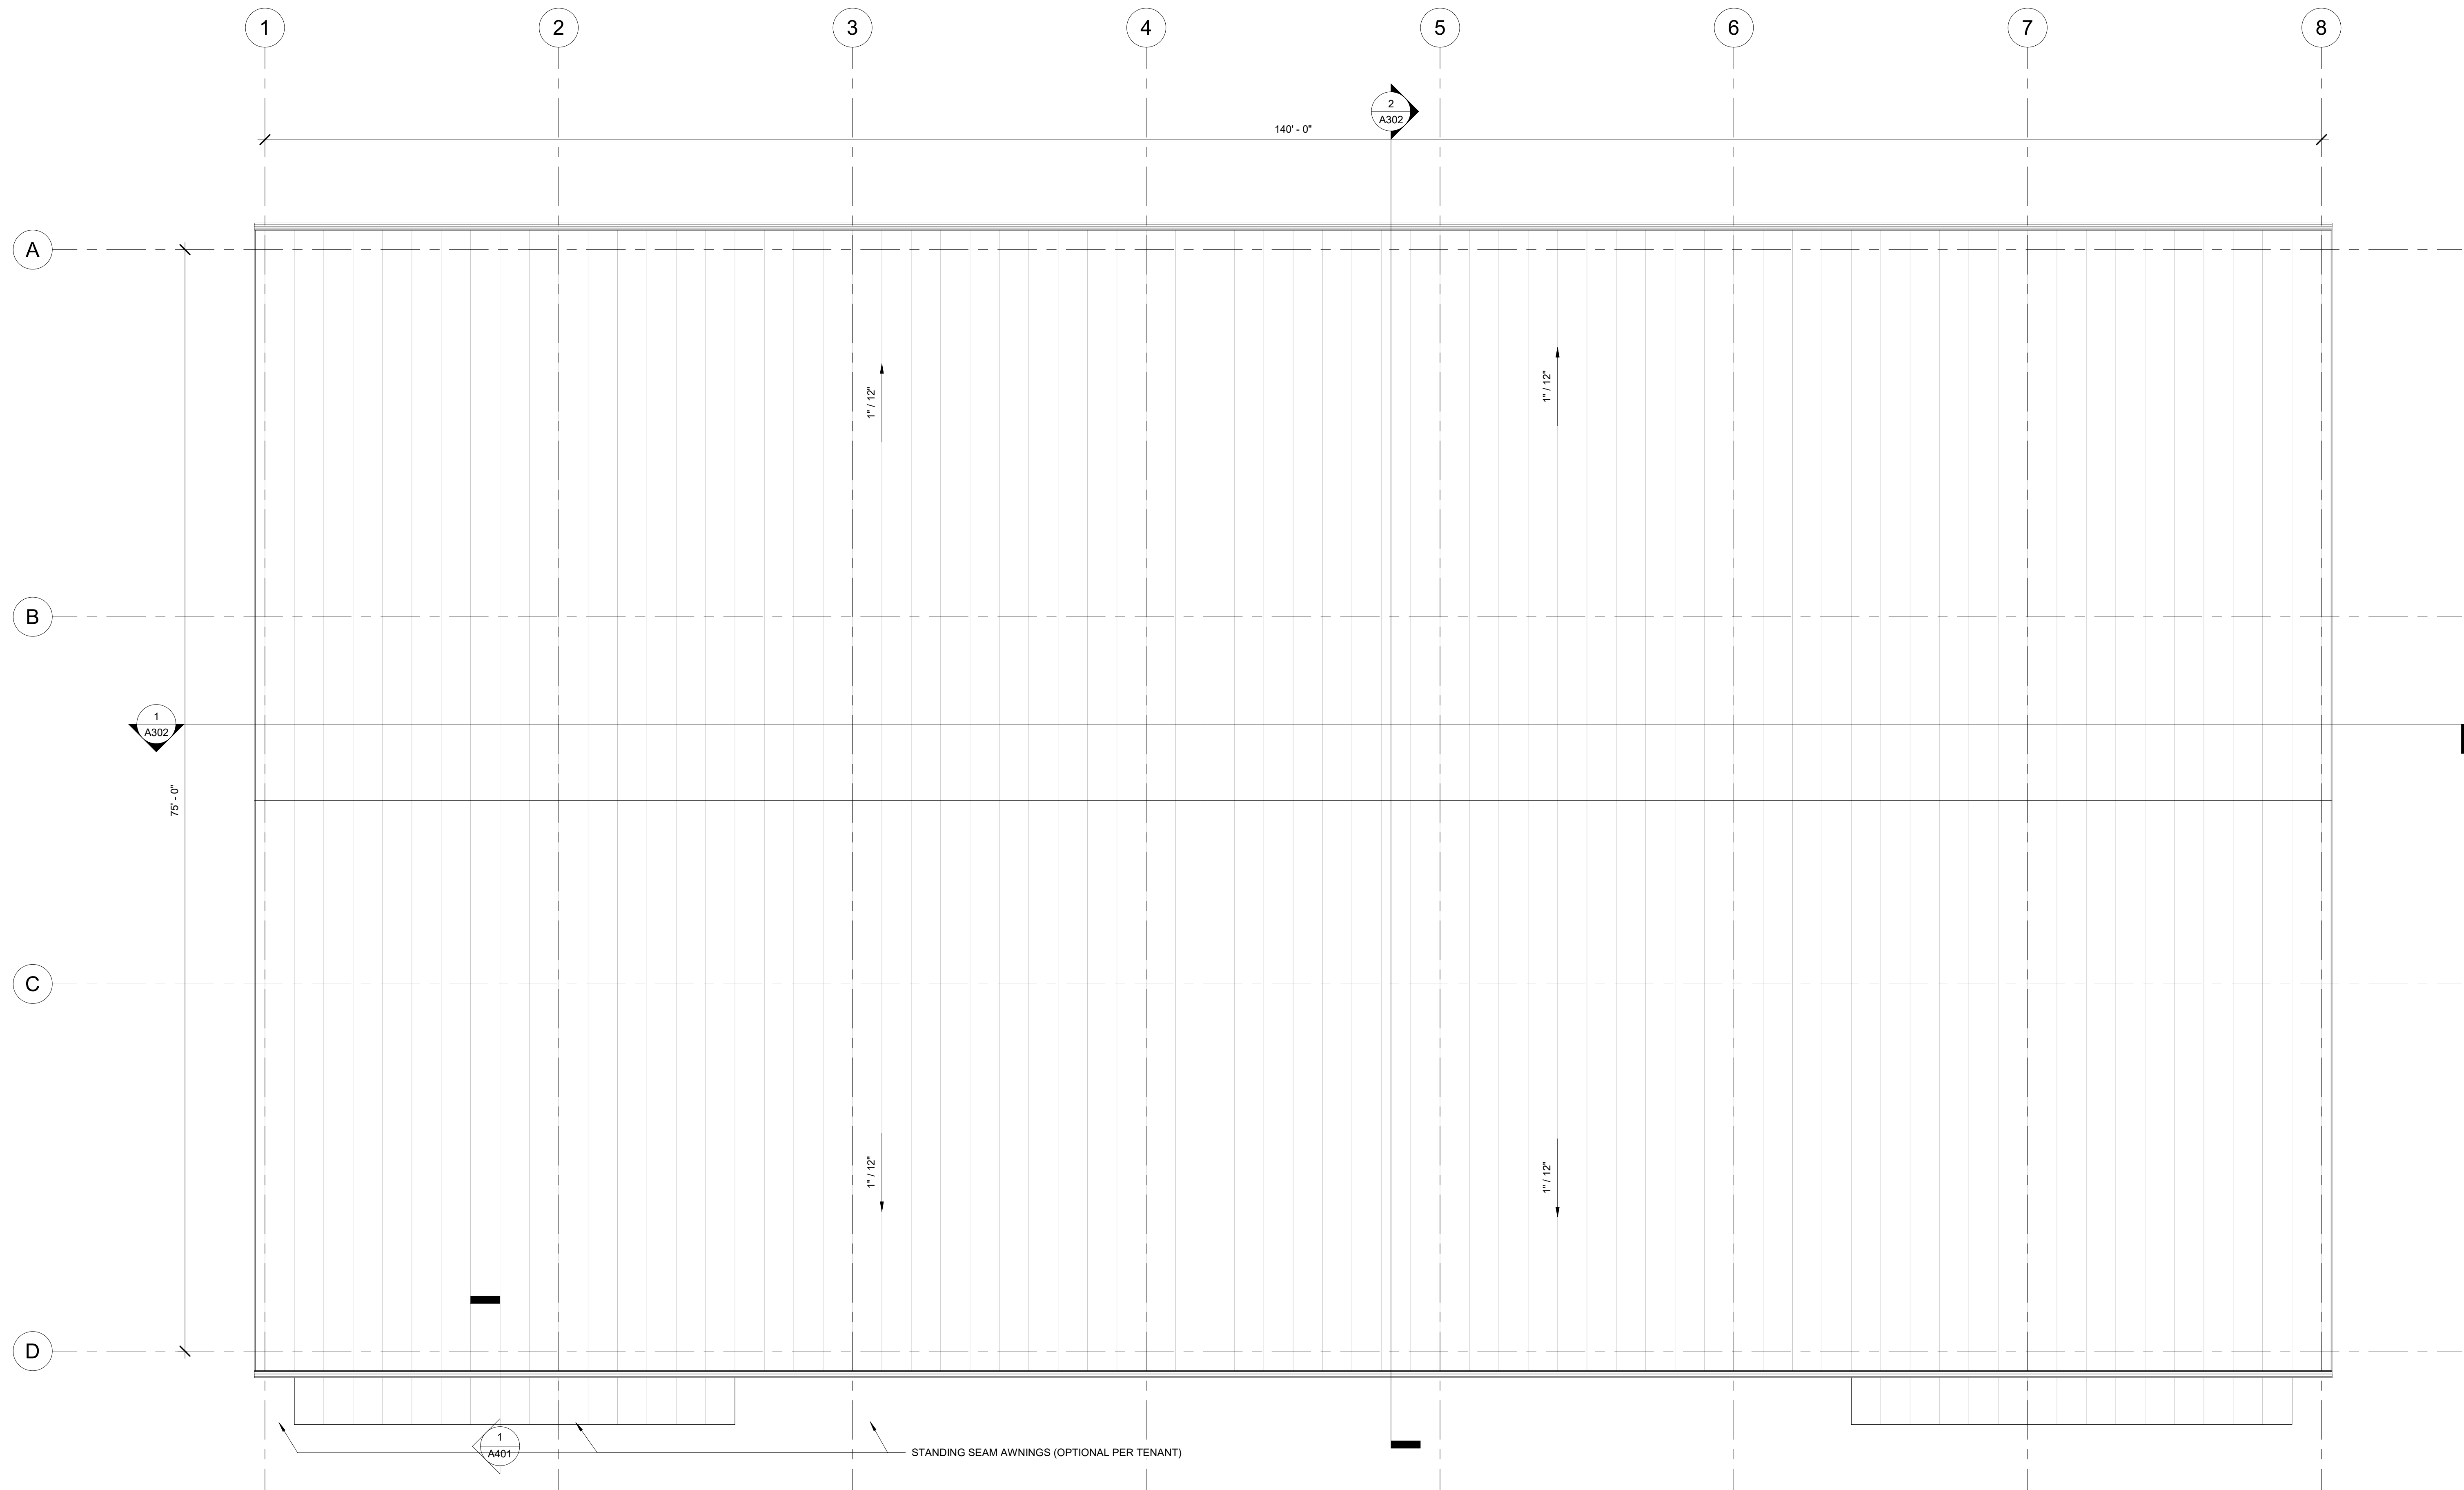 1
2
3
4
5
6
7
8
2
A302
140' - 0"
A
1" / 12"
1" / 12"
B
1
A302
75' - 0"
C
1" / 12"
1" / 12"
D
1
A401
STANDING SEAM AWNINGS (OPTIONAL PER TENANT)